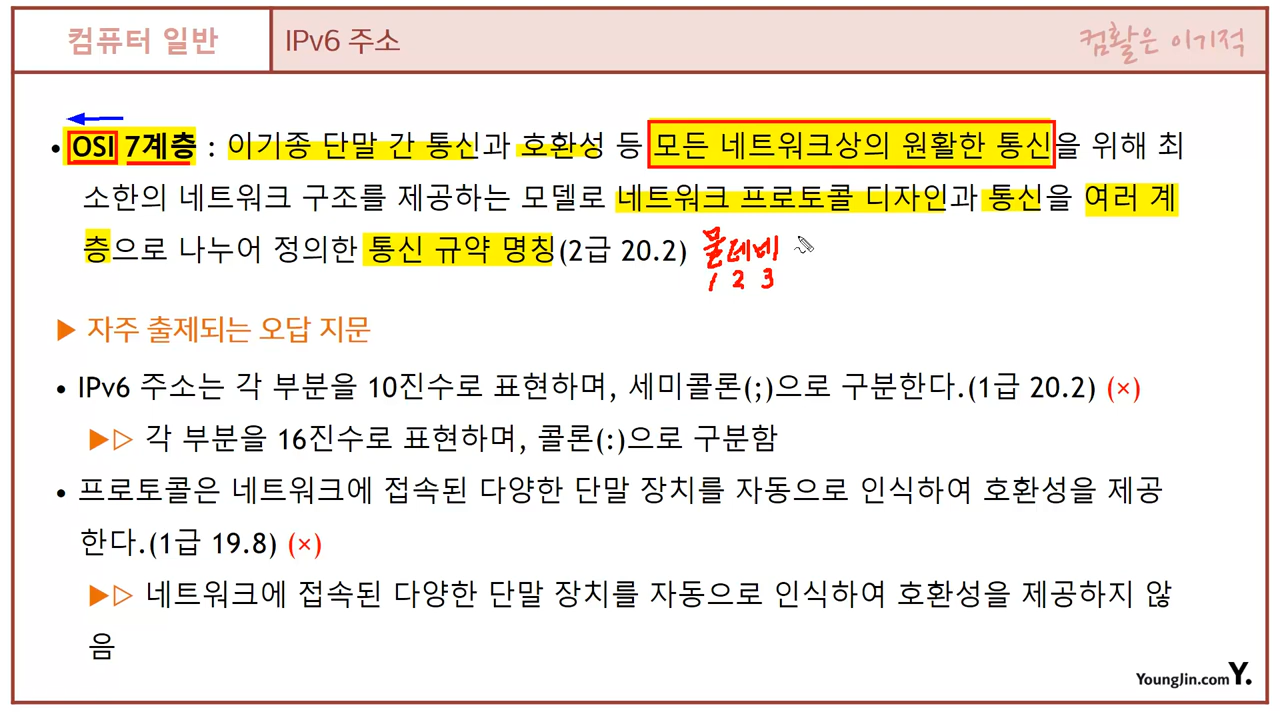 컴퓨터 일반
IPv6 주소
컴활은 이기적
• OSI 7계층 : 이기종 단말 간 통신과 호환성 등 모든 네트워크상의 원활한 통신을 위해 최
소한의 네트워크 구조를 제공하는 모델로 네트워크 프로토콜 디자인과 통신을 여러 계
층으로 나누어 정의한 통신 규약 명칭(2급 20.2) 물데네
1 2 3
▶ 자주 출제되는 오답 지문
• IPv6 주소는 각 부분을 10진수로 표현하며, 세미콜론(;)으로 구분한다.(1급 20.2) (×)
▶▷ 각 부분을 16진수로 표현하며, 콜론(:)으로 구분함
• 프로토콜은 네트워크에 접속된 다양한 단말 장치를 자동으로 인식하여 호환성을 제공
한다.(1급 19.8) (×)
▶▷ 네트워크에 접속된 다양한 단말 장치를 자동으로 인식하여 호환성을 제공하지 않
음
YoungJin.com Y.